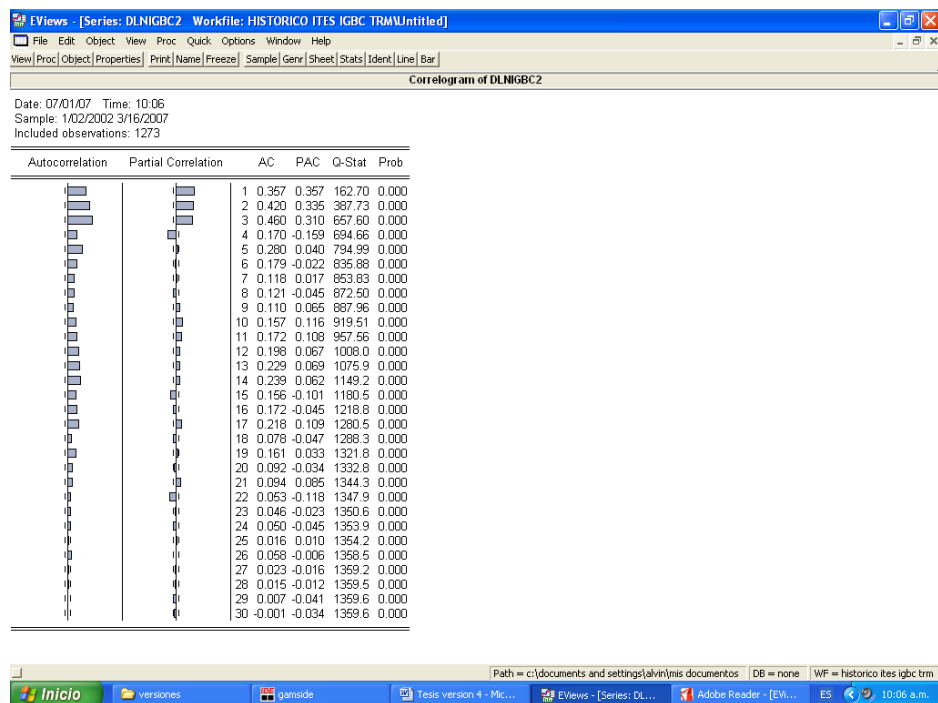 EViews - [Series: DLNIGBC2 Workfile: HISTORICO ITES IGBC TRM\Untitled]
File Edit Object View Proc Quick Options Window Help
View Proc Object Properties Print Name Freeze Sample Genr Sheet Stats Ident Line Bar
Correlogram of DLNIGBC2
Date: 07/01/07 Time: 10:06
Sample: 1/02/2002 3/16/2007
Included observations: 1273
Autocorrelation Partial Correlation AC PAC Q-Stat Prob
1 0.357 0.357 162.70 0.000
2 0.420 0.335 387.73 0.000
3 0.460 0.310 657.60 0.000
4 0.170 -0.159 694.66 0.000
5 0.280 0.040 794.99 0.000
6 0.179 -0.022 835.88 0.000
7 0.118 0.017 853.83 0.000
8 0.121 -0.045 872.50 0.000
9 0.110 0.065 887.96 0.000
10 0.157 0.116 919.51 0.000
11 0.172 0.108 957.56 0.000
12 0.198 0.067 1008.0 0.000
13 0.229 0.069 1075.9 0.000
14 0.239 0.062 1149.2 0.000
15 0.156 -0.101 1180.5 0.000
16 0.172 -0.045 1218.8 0.000
17 0.218 0.109 1280.5 0.000
18 0.078 -0.047 1288.3 0.000
19 0.161 0.033 1321.8 0.000
20 0.092 -0.034 1332.8 0.000
21 0.094 0.085 1344.3 0.000
22 0.053 -0.118 1347.9 0.000
23 0.046 -0.023 1350.6 0.000
24 0.050 -0.045 1353.9 0.000
25 0.016 0.010 1354.2 0.000
26 0.058 -0.006 1358.5 0.000
27 0.023 -0.016 1359.2 0.000
28 0.015 -0.012 1359.5 0.000
29 0.007 -0.041 1359.6 0.000
30 -0.001 -0.034 1359.6 0.000
Path = c:\documents and settings\alvin\mis documentos DB = none WF = historico ites igbc trm
Inicio versiones gamside Tesis version 4 - Mic... EViews - [Series: DL... Adobe Reader - [EVi... ES 10:06 a.m.